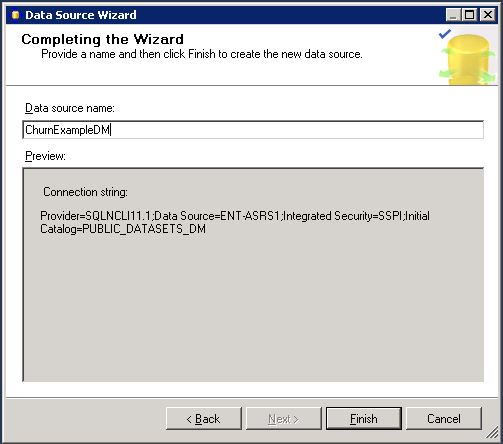 Data Source Wizard
Completing the Wizard
Provide a name and then click Finish to create the new data source.
Data source name:
ChurnExampleDM
Preview:
Connection string:
Provider=SQLNCLI11.1;Data Source=ENT-ASRS1;Integrated Security=SSPI;Initial
Catalog=PUBLIC_DATASETS_DM
< Back
Next >
Finish
Cancel